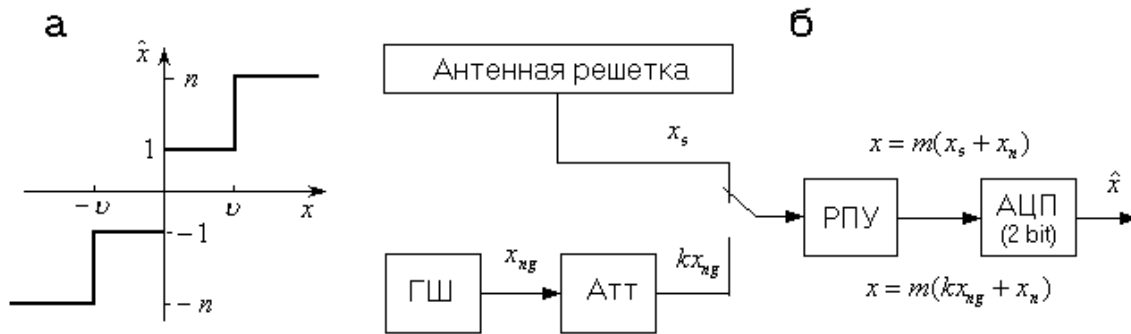 а
x̂
n
1
−υ
υ
x
−1
−n
б
Антенная решетка
x_s
x = m(x_s + x_n)
РПУ
АЦП
(2 bit)
x̂
x_ng
kx_ng
ГШ
Атт
x = m(kx_ng + x_n)